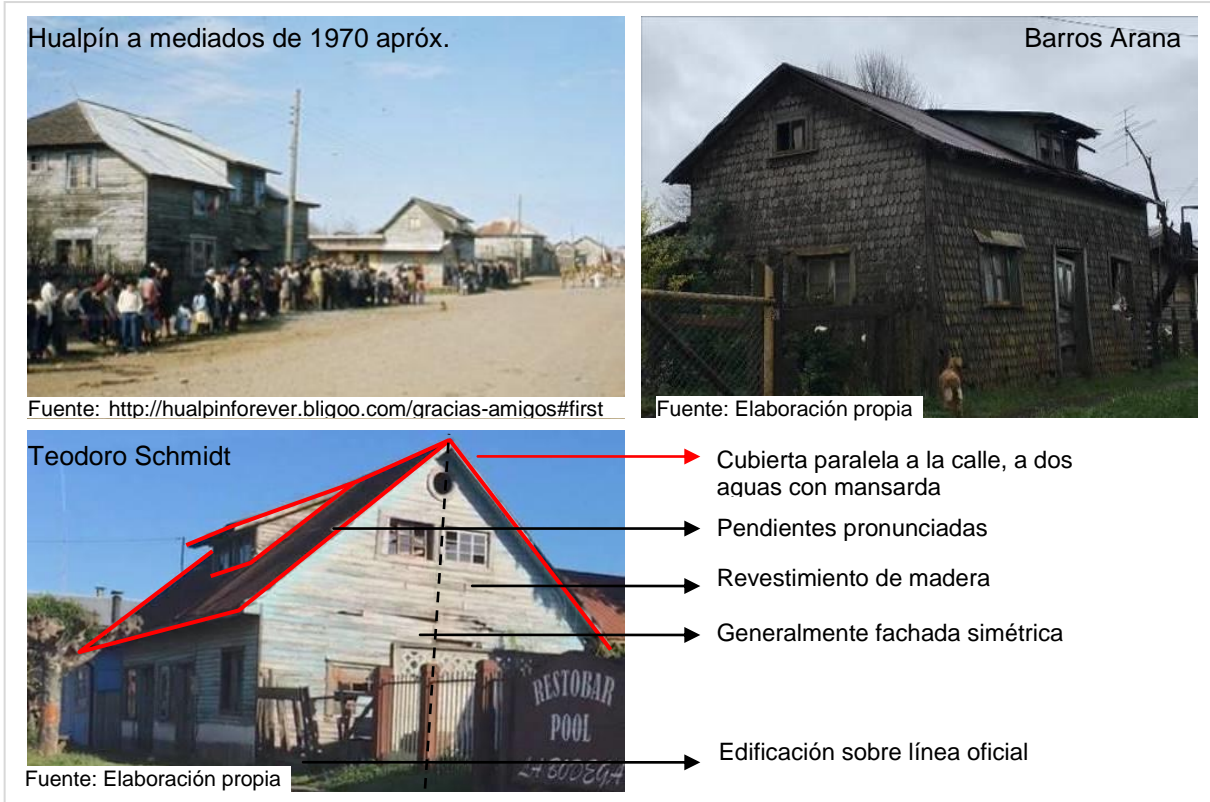 Hualpín a mediados de 1970 apróx.
Fuente: http://hualpinforever.bligoo.com/gracias-amigos#first
Barros Arana
Fuente: Elaboración propia
Teodoro Schmidt
RESTOBAR
POOL
LA BODEGA
Fuente: Elaboración propia
Cubierta paralela a la calle, a dos
aguas con mansarda
Pendientes pronunciadas
Revestimiento de madera
Generalmente fachada simétrica
Edificación sobre línea oficial